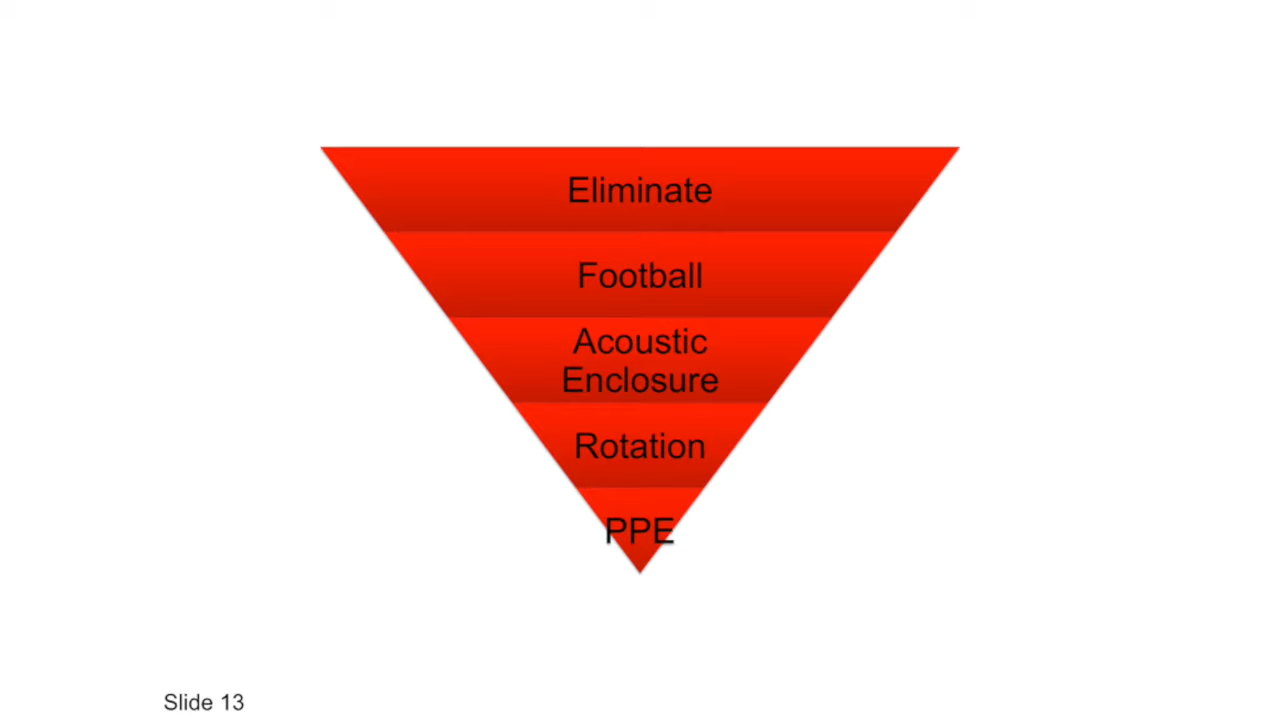 Eliminate
Football
Acoustic
Enclosure
Rotation
PPE
Slide 13